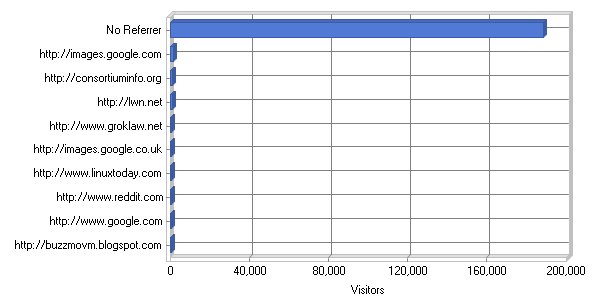 No Referrer
http://images.google.com
http://consortiuminfo.org
http://lwn.net
http://www.groklaw.net
http://images.google.co.uk
http://www.linuxtoday.com
http://www.reddit.com
http://www.google.com
http://buzzmovm.blogspot.com
0 40,000 80,000 120,000 160,000 200,000
Visitors